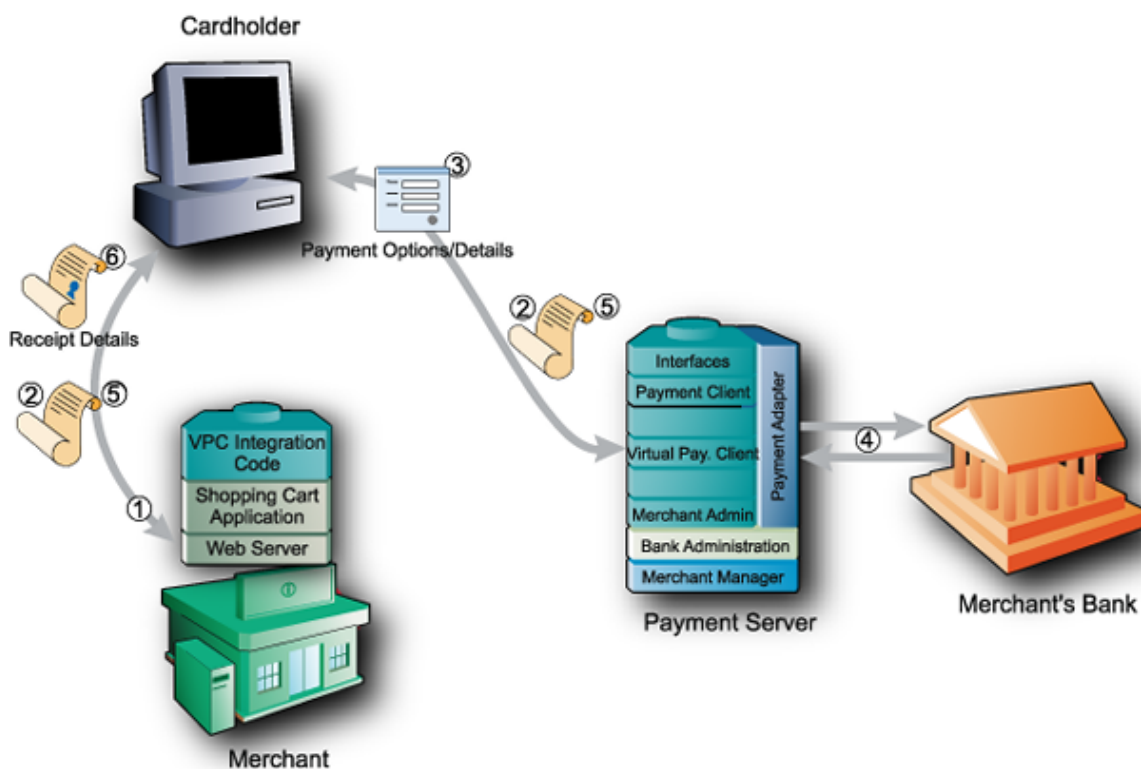 Cardholder
③
Payment Options/Details
⑥
Receipt Details
② ⑤
② ⑤
①
VPC Integration
Code
Shopping Cart
Application
Web Server
Merchant
Interfaces
Payment Client
Virtual Pay. Client
Merchant Admin
Payment Adapter
Bank Administration
Merchant Manager
Payment Server
④
Merchant's Bank